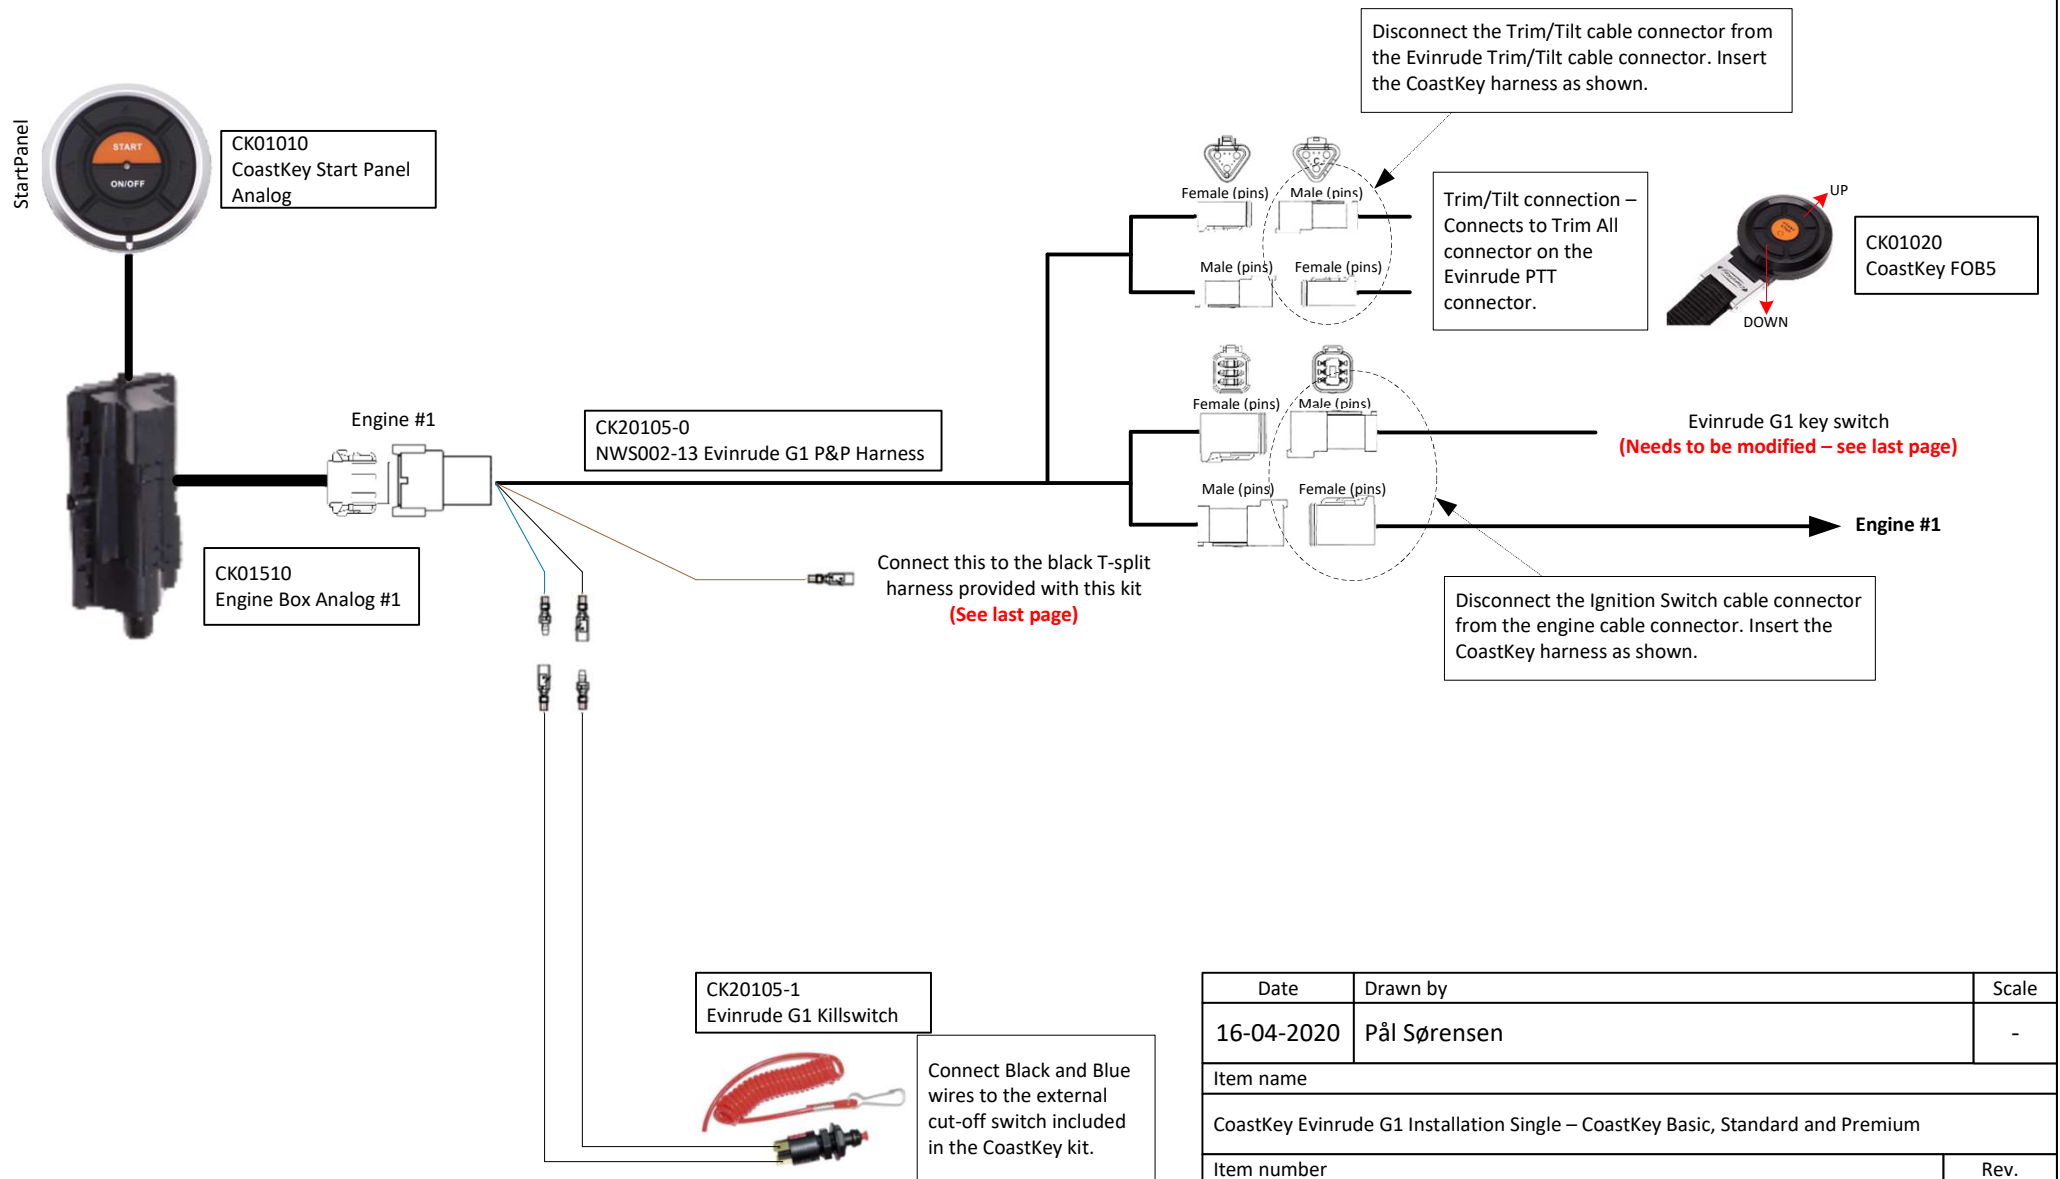 StartPanel
START
ON/OFF
CK01010
CoastKey Start Panel
Analog
Disconnect the Trim/Tilt cable connector from
the Evinrude Trim/Tilt cable connector. Insert
the CoastKey harness as shown.
C
Female (pins)
Male (pins)
Male (pins)
Female (pins)
Trim/Tilt connection –
Connects to Trim All
connector on the
Evinrude PTT
connector.
UP
DOWN
CK01020
CoastKey FOB5
Engine #1
CK20105-0
NWS002-13 Evinrude G1 P&P Harness
Female (pins)
Male (pins)
Male (pins)
Female (pins)
Evinrude G1 key switch
(Needs to be modified – see last page)
Engine #1
CK01510
Engine Box Analog #1
Connect this to the black T-split
harness provided with this kit
(See last page)
Disconnect the Ignition Switch cable connector
from the engine cable connector. Insert the
CoastKey harness as shown.
CK20105-1
Evinrude G1 Killswitch
Connect Black and Blue
wires to the external
cut-off switch included
in the CoastKey kit.
Date
Drawn by
Scale
16-04-2020
Pål Sørensen
-
Item name
CoastKey Evinrude G1 Installation Single – CoastKey Basic, Standard and Premium
Item number
Rev.